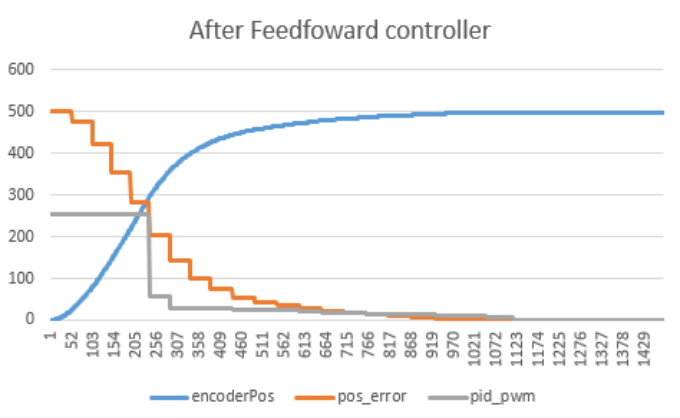 After Feedfoward controller
600
500
400
300
200
100
0
1 52 103 154 205 256 307 358 409 460 511 562 613 664 715 766 817 868 919 970 1021 1072 1123 1174 1225 1276 1327 1378 1429
encoderPos pos_error pid_pwm